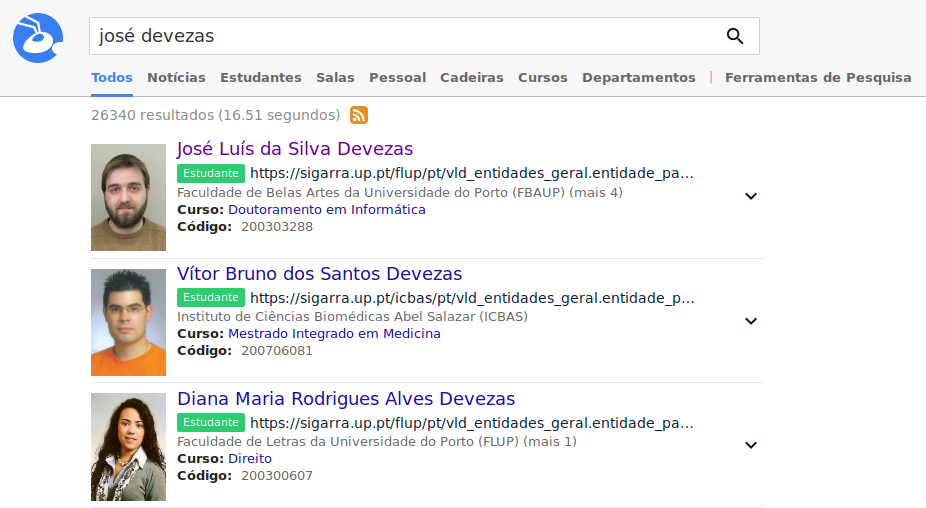 josé devezas
Todos Notícias Estudantes Salas Pessoal Cadeiras Cursos Departamentos | Ferramentas de Pesquisa
26340 resultados (16.51 segundos)
José Luís da Silva Devezas
Estudante https://sigarra.up.pt/flup/pt/vld_entidades_geral.entidade_pa...
Faculdade de Belas Artes da Universidade do Porto (FBAUP) (mais 4)
Curso: Doutoramento em Informática
Código: 200303288
Vítor Bruno dos Santos Devezas
Estudante https://sigarra.up.pt/icbas/pt/vld_entidades_geral.entidade_p...
Instituto de Ciências Biomédicas Abel Salazar (ICBAS)
Curso: Mestrado Integrado em Medicina
Código: 200706081
Diana Maria Rodrigues Alves Devezas
Estudante https://sigarra.up.pt/flup/pt/vld_entidades_geral.entidade_pa...
Faculdade de Letras da Universidade do Porto (FLUP) (mais 1)
Curso: Direito
Código: 200300607